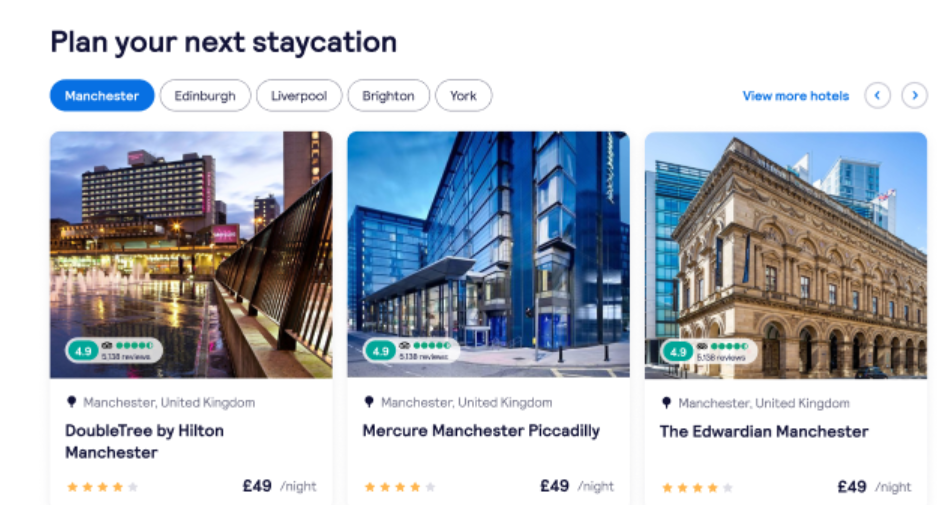 Plan your next staycation
Manchester
Edinburgh
Liverpool
Brighton
York
View more hotels
4.9
5,138 reviews
4.9
5,138 reviews
4.9
5,138 reviews
Manchester, United Kingdom
Manchester, United Kingdom
Manchester, United Kingdom
DoubleTree by Hilton
Manchester
Mercure Manchester Piccadilly
The Edwardian Manchester
£49 /night
£49 /night
£49 /night